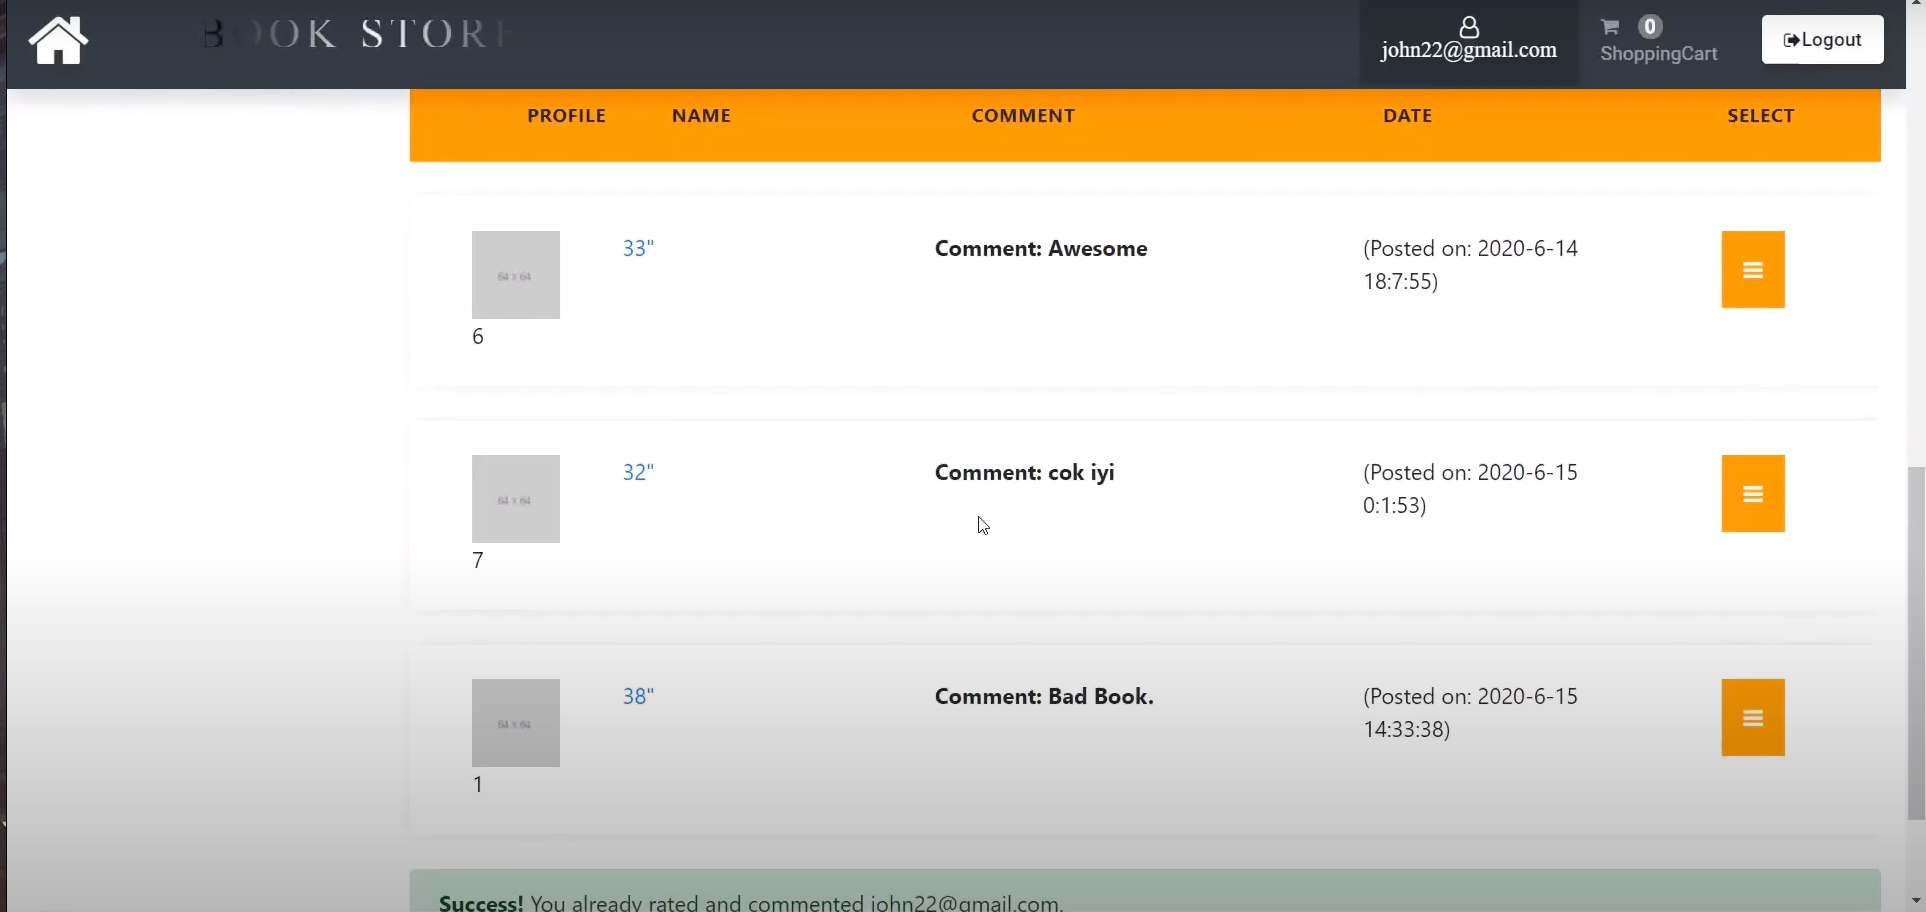 BOOK STORE
john22@gmail.com
0
ShoppingCart
Logout
PROFILE NAME COMMENT DATE SELECT
64 x 64
33" Comment: Awesome (Posted on: 2020-6-14
18:7:55)
6
64 x 64
32" Comment: cok iyi (Posted on: 2020-6-15
0:1:53)
7
64 x 64
38" Comment: Bad Book. (Posted on: 2020-6-15
14:33:38)
1
Success! You already rated and commented john22@gmail.com.